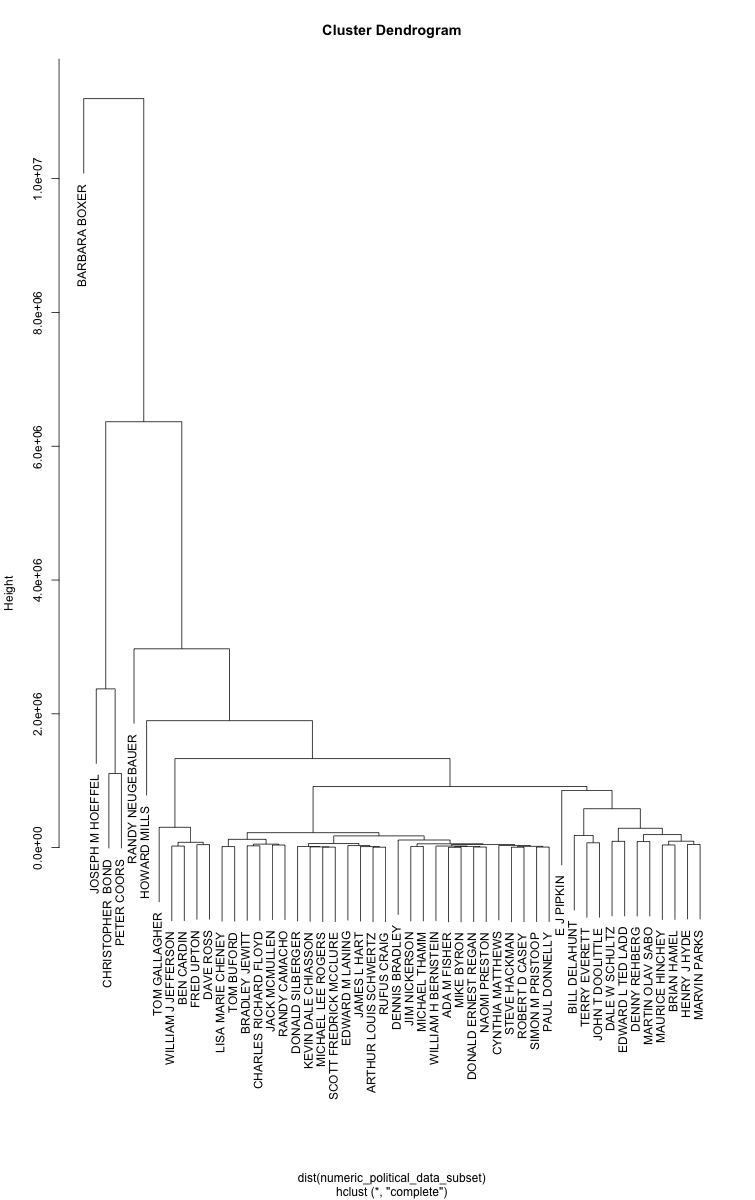 Cluster Dendrogram
Height
1.0e+07
8.0e+06
6.0e+06
4.0e+06
2.0e+06
0.0e+00
BARBARA BOXER
JOSEPH M HOEFFEL
CHRISTOPHER BOND
PETER COORS
RANDY NEUGEBAUER
HOWARD MILLS
TOM GALLAGHER
WILLIAM J JEFFERSON
BEN CARDIN
FRED UPTON
DAVE ROSS
LISA MARIE CHENEY
TOM BUFORD
BRADLEY JEWITT
CHARLES RICHARD FLOYD
JACK MCMULLEN
RANDY CAMACHO
DONALD SILBERGER
KEVIN DALE CHIASSON
MICHAEL LEE ROGERS
SCOTT FREDRICK MCCLURE
EDWARD M LANING
JAMES L HART
ARTHUR LOUIS SCHWERTZ
RUFUS CRAIG
DENNIS BRADLEY
JIM NICKERSON
MICHAEL THAMM
WILLIAM H BERNSTEIN
ADA M FISHER
MIKE BYRON
DONALD ERNEST REGAN
NAOMI PRESTON
CYNTHIA MATTHEWS
STEVE HACKMAN
ROBERT D CASEY
SIMON M PRISTOOP
PAUL DONNELLY
E J PIPKIN
BILL DELAHUNT
TERRY EVERETT
JOHN T DOOLITTLE
DALE W SCHULTZ
EDWARD L TED LADD
DENNY REHBERG
MARTIN OLAV SABO
MAURICE HINCHEY
BRIAN HAMEL
HENRY J HYDE
MARVIN PARKS
dist(numeric_political_data_subset)
hclust (*, "complete")